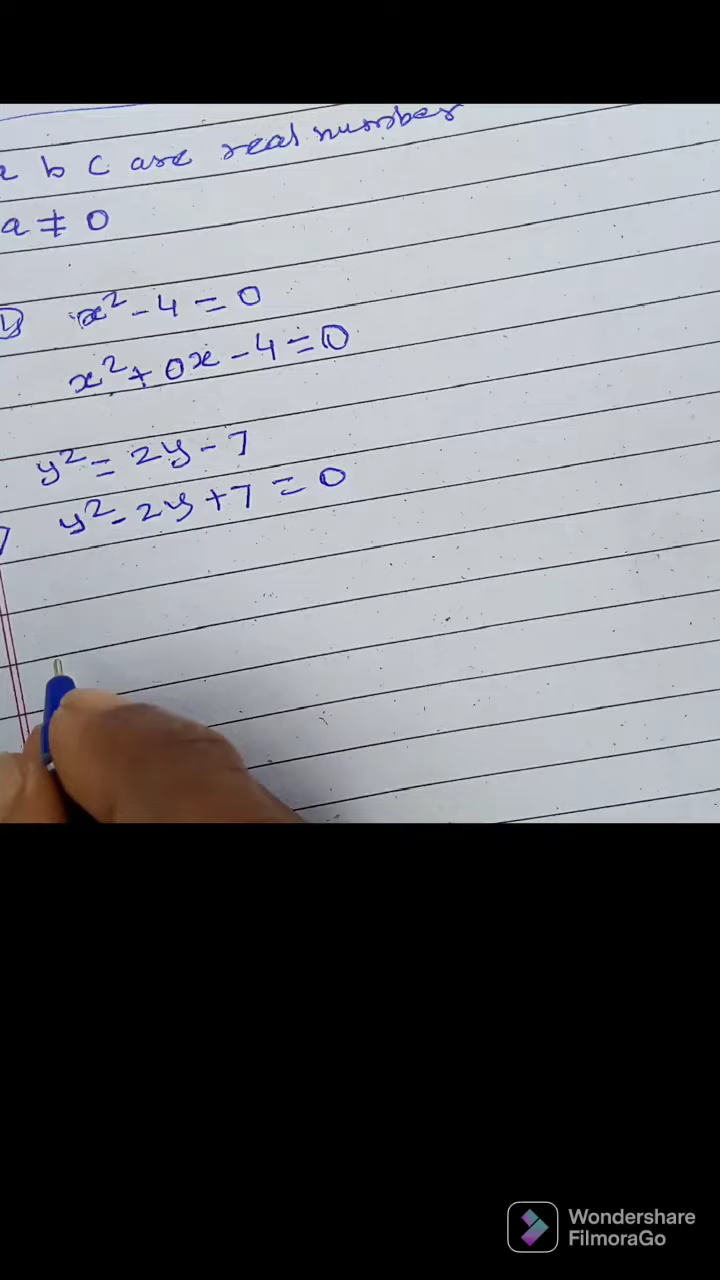 a b c are real number
a ≠ 0
x² - 4 = 0
x² + 0x - 4 = 0
y² = 2y - 7
y² - 2y + 7 = 0
Wondershare
FilmoraGo